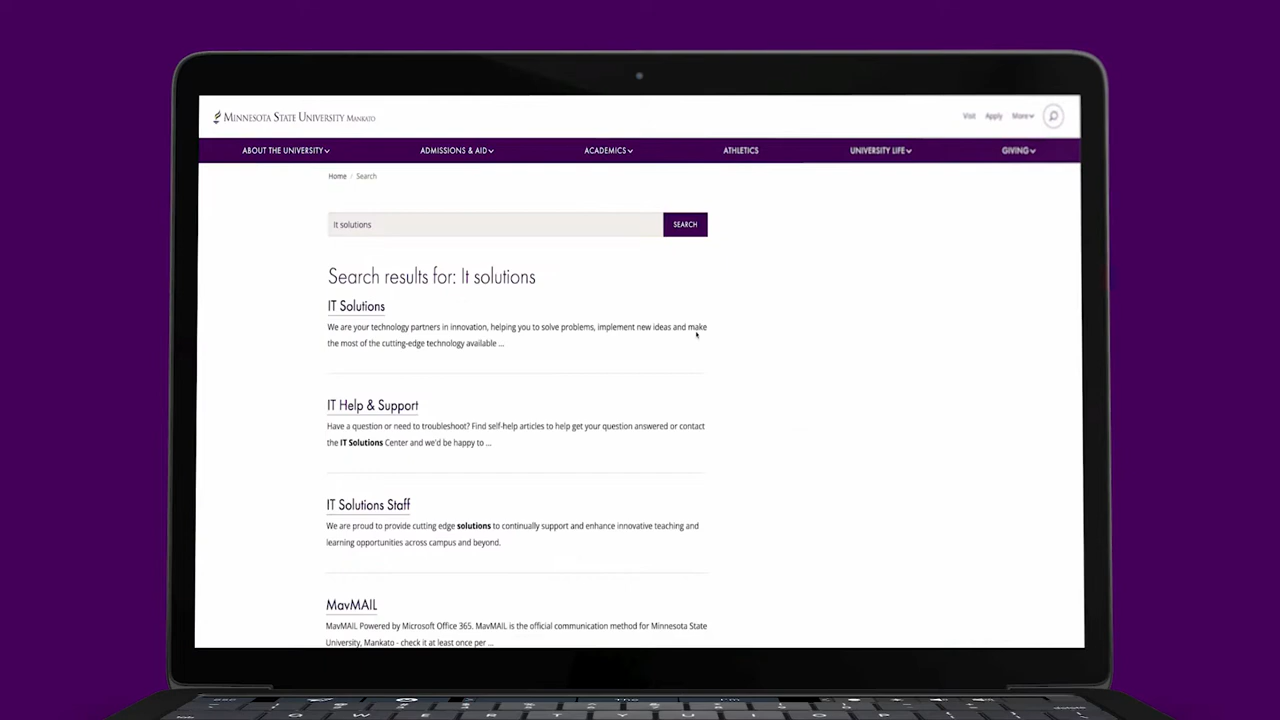 MINNESOTA STATE UNIVERSITY MANKATO
Visit Apply More
ABOUT THE UNIVERSITY ADMISSIONS & AID ACADEMICS ATHLETICS UNIVERSITY LIFE GIVING
Home / Search
It solutions SEARCH
Search results for: It solutions
IT Solutions
We are your technology partners in innovation, helping you to solve problems, implement new ideas and make
the most of the cutting-edge technology available ...
IT Help & Support
Have a question or need to troubleshoot? Find self-help articles to help get your question answered or contact
the IT Solutions Center and we'd be happy to ...
IT Solutions Staff
We are proud to provide cutting edge solutions to continually support and enhance innovative teaching and
learning opportunities across campus and beyond.
MavMAIL
MavMAIL Powered by Microsoft Office 365. MavMAIL is the official communication method for Minnesota State
University, Mankato - check it at least once per ...
Q W E R T Y U I O P